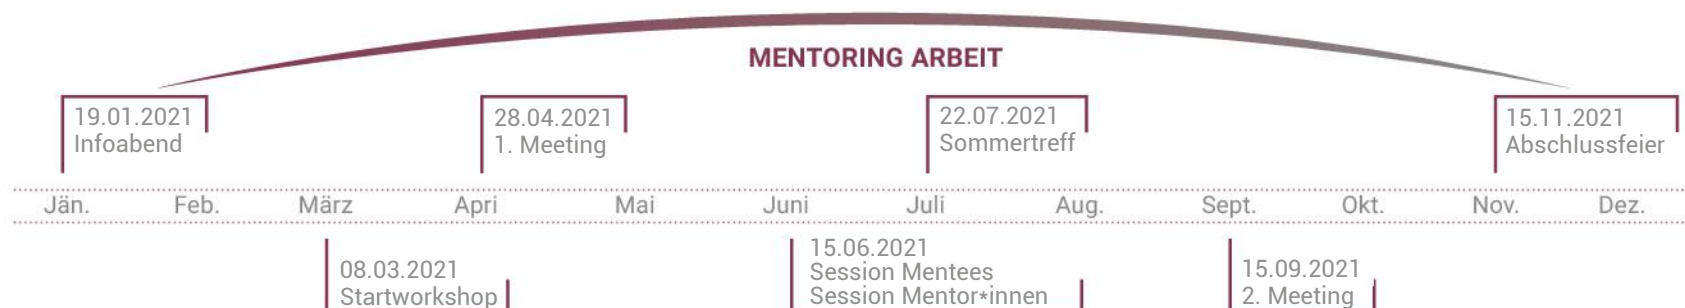 MENTORING ARBEIT
19.01.2021
Infoabend
28.04.2021
1. Meeting
22.07.2021
Sommertreff
15.11.2021
Abschlussfeier
Jän. Feb. März Apri Mai Juni Juli Aug. Sept. Okt. Nov. Dez.
08.03.2021
Startworkshop
15.06.2021
Session Mentees
Session Mentor*innen
15.09.2021
2. Meeting